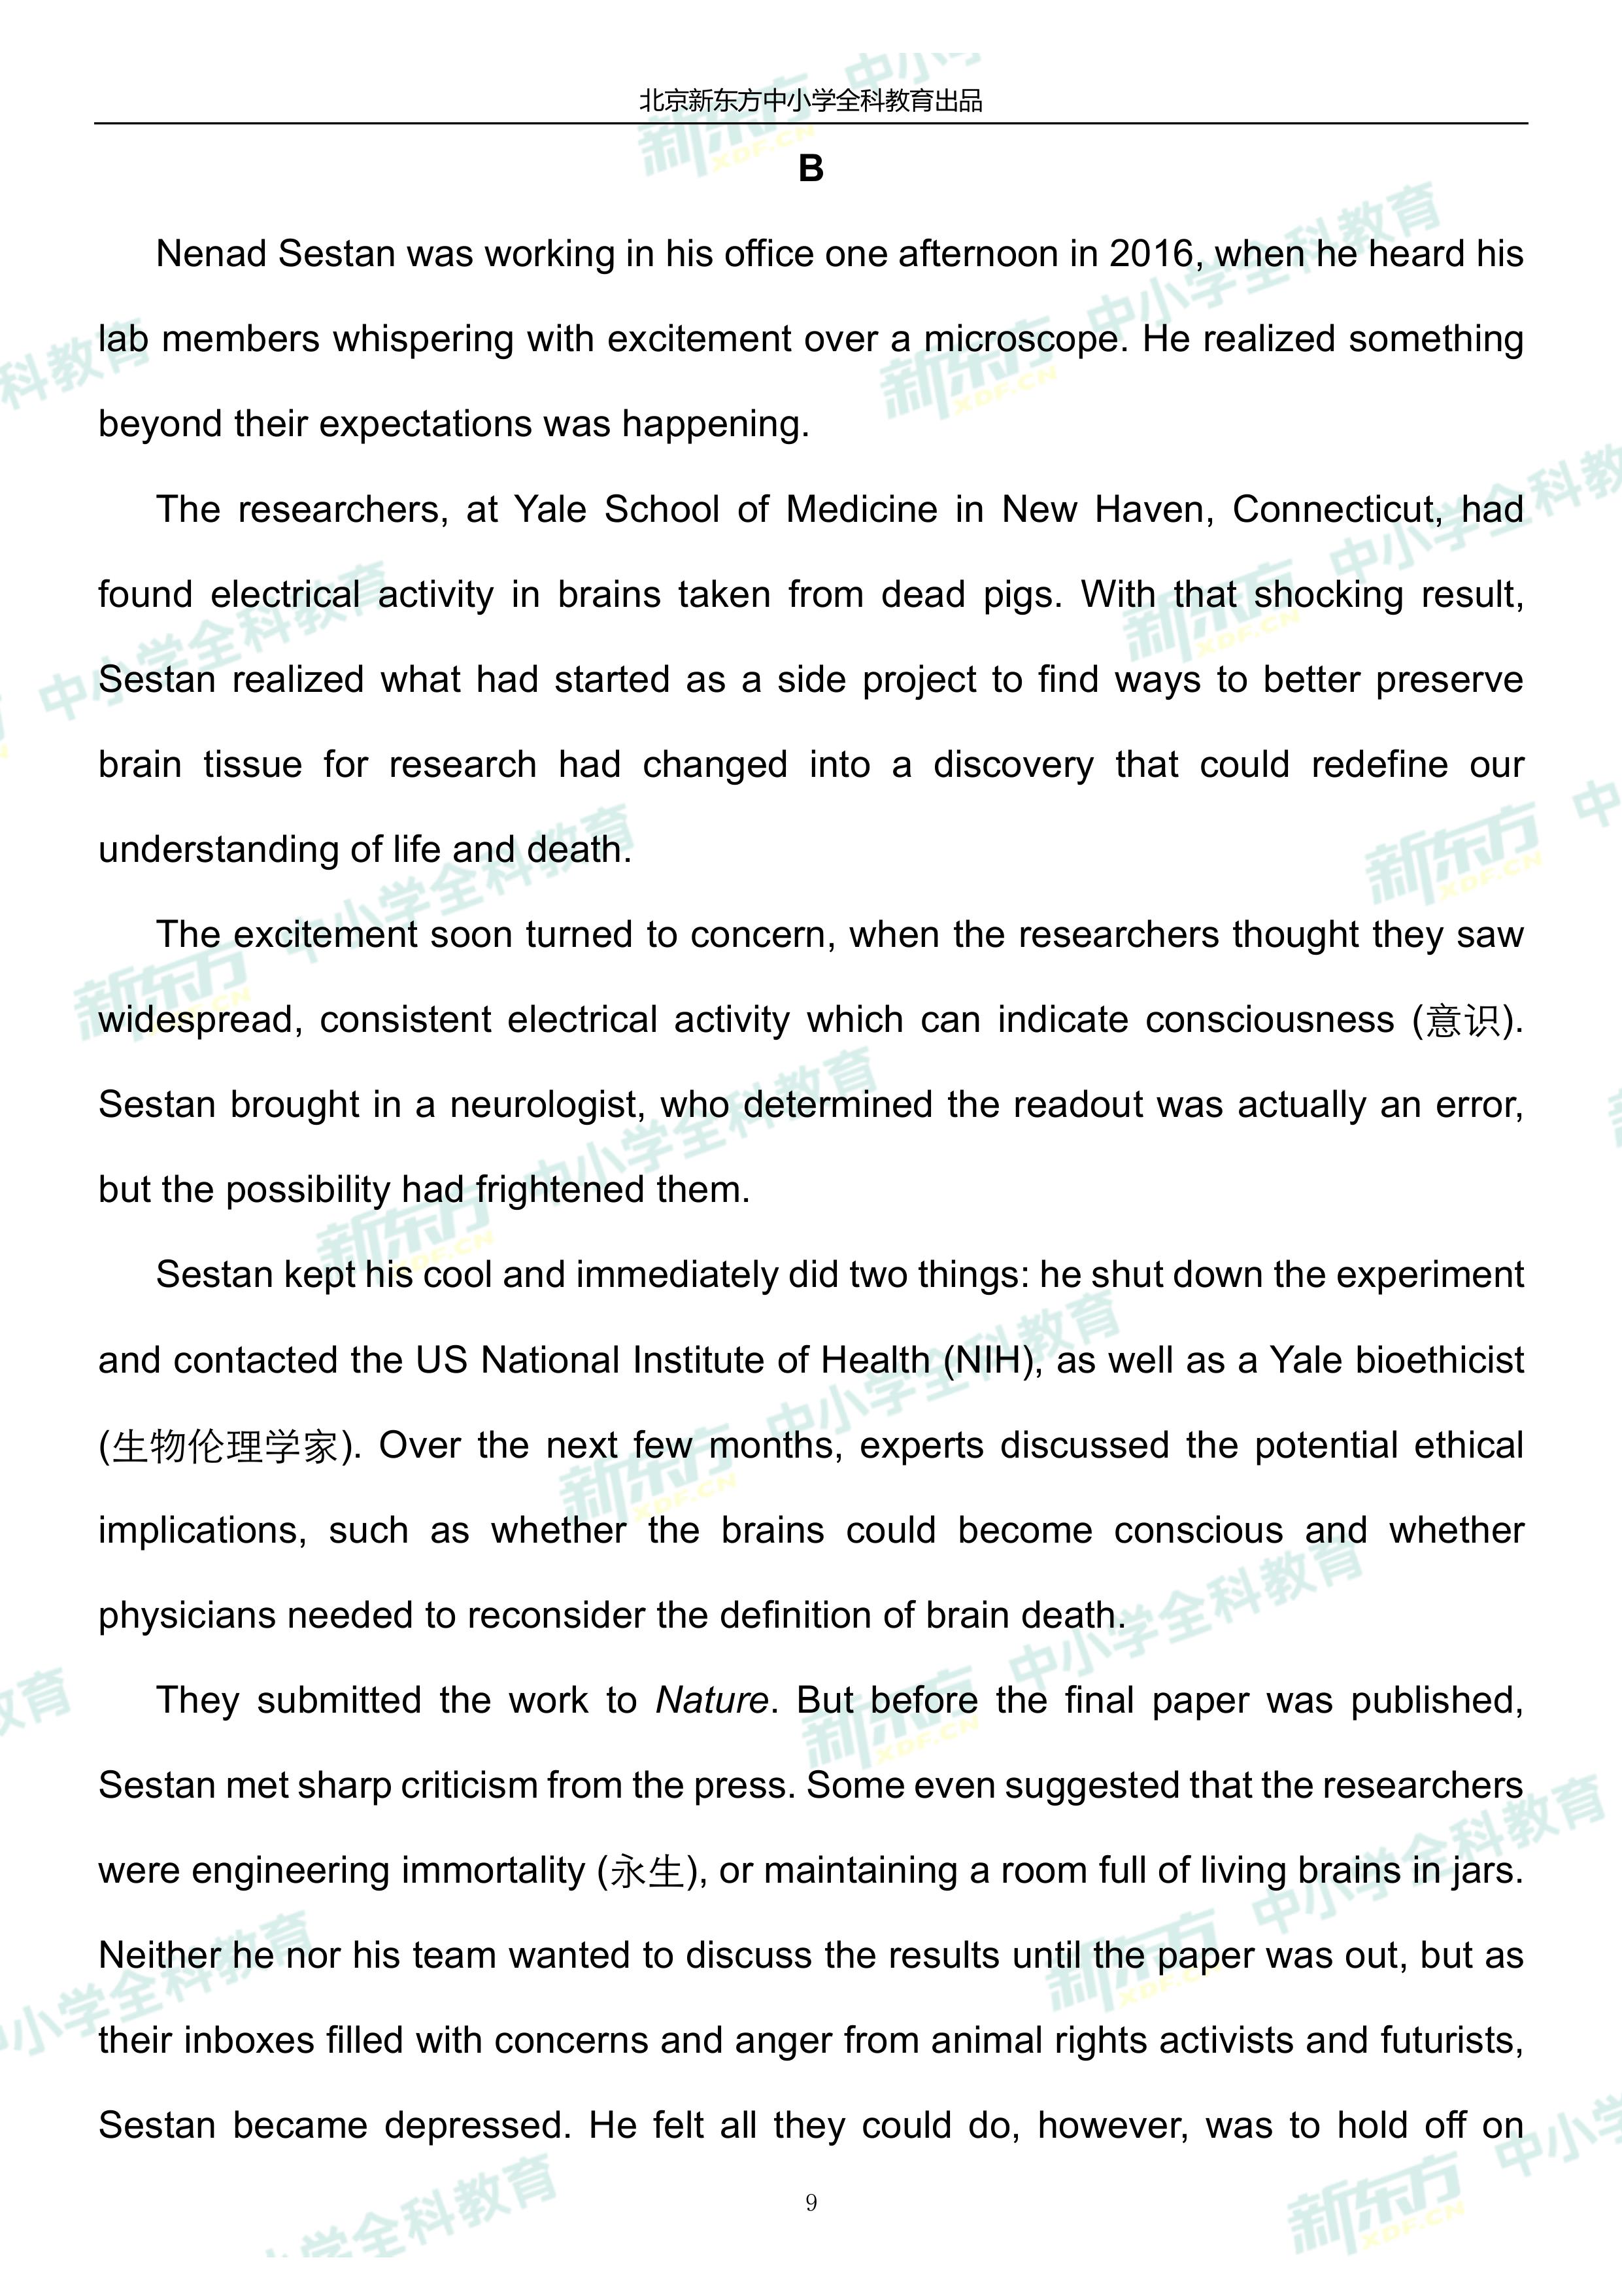 北京新东方中小学全科教育出品
B
Nenad Sestan was working in his office one afternoon in 2016, when he heard his
lab members whispering with excitement over a microscope. He realized something
beyond their expectations was happening.
The researchers, at Yale School of Medicine in New Haven, Connecticut, had
found electrical activity in brains taken from dead pigs. With that shocking result,
Sestan realized what had started as a side project to find ways to better preserve
brain tissue for research had changed into a discovery that could redefine our
understanding of life and death.
The excitement soon turned to concern, when the researchers thought they saw
widespread, consistent electrical activity which can indicate consciousness (意识).
Sestan brought in a neurologist, who determined the readout was actually an error,
but the possibility had frightened them.
Sestan kept his cool and immediately did two things: he shut down the experiment
and contacted the US National Institute of Health (NIH), as well as a Yale bioethicist
(生物伦理学家). Over the next few months, experts discussed the potential ethical
implications, such as whether the brains could become conscious and whether
physicians needed to reconsider the definition of brain death.
They submitted the work to Nature. But before the final paper was published,
Sestan met sharp criticism from the press. Some even suggested that the researchers
were engineering immortality (永生), or maintaining a room full of living brains in jars.
Neither he nor his team wanted to discuss the results until the paper was out, but as
their inboxes filled with concerns and anger from animal rights activists and futurists,
Sestan became depressed. He felt all they could do, however, was to hold off on
9